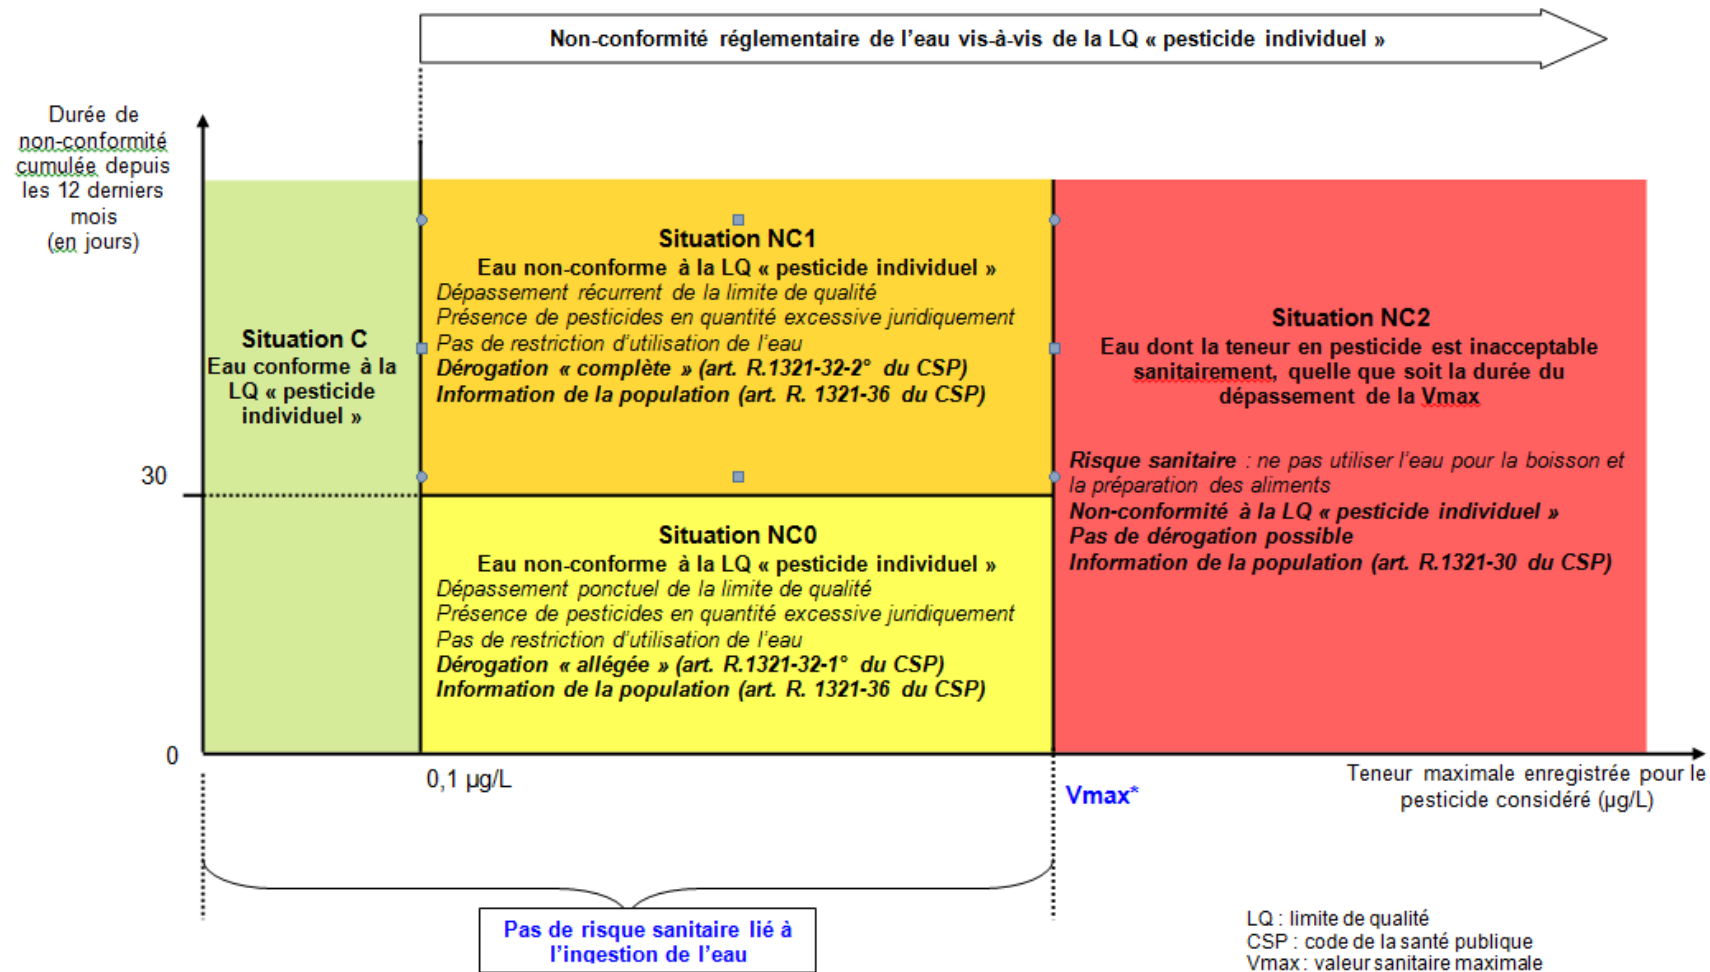 Non-conformité réglementaire de l'eau vis-à-vis de la LQ « pesticide individuel »
Durée de
non-conformité
cumulée depuis
les 12 derniers
mois
(en jours)
Situation C
Eau conforme à la
LQ « pesticide
individuel »
Situation NC1
Eau non-conforme à la LQ « pesticide individuel »
Dépassement récurrent de la limite de qualité
Présence de pesticides en quantité excessive juridiquement
Pas de restriction d'utilisation de l'eau
Dérogation « complète » (art. R.1321-32-2° du CSP)
Information de la population (art. R. 1321-36 du CSP)
Situation NC2
Eau dont la teneur en pesticide est inacceptable
sanitairement, quelle que soit la durée du
dépassement de la Vmax
Risque sanitaire : ne pas utiliser l'eau pour la boisson et
la préparation des aliments
Non-conformité à la LQ « pesticide individuel »
Pas de dérogation possible
Information de la population (art. R.1321-30 du CSP)
30
Situation NC0
Eau non-conforme à la LQ « pesticide individuel »
Dépassement ponctuel de la limite de qualité
Présence de pesticides en quantité excessive juridiquement
Pas de restriction d'utilisation de l'eau
Dérogation « allégée » (art. R.1321-32-1° du CSP)
Information de la population (art. R. 1321-36 du CSP)
0
0,1 µg/L
Vmax*
Teneur maximale enregistrée pour le
pesticide considéré (µg/L)
Pas de risque sanitaire lié à
l'ingestion de l'eau
LQ : limite de qualité
CSP : code de la santé publique
Vmax : valeur sanitaire maximale